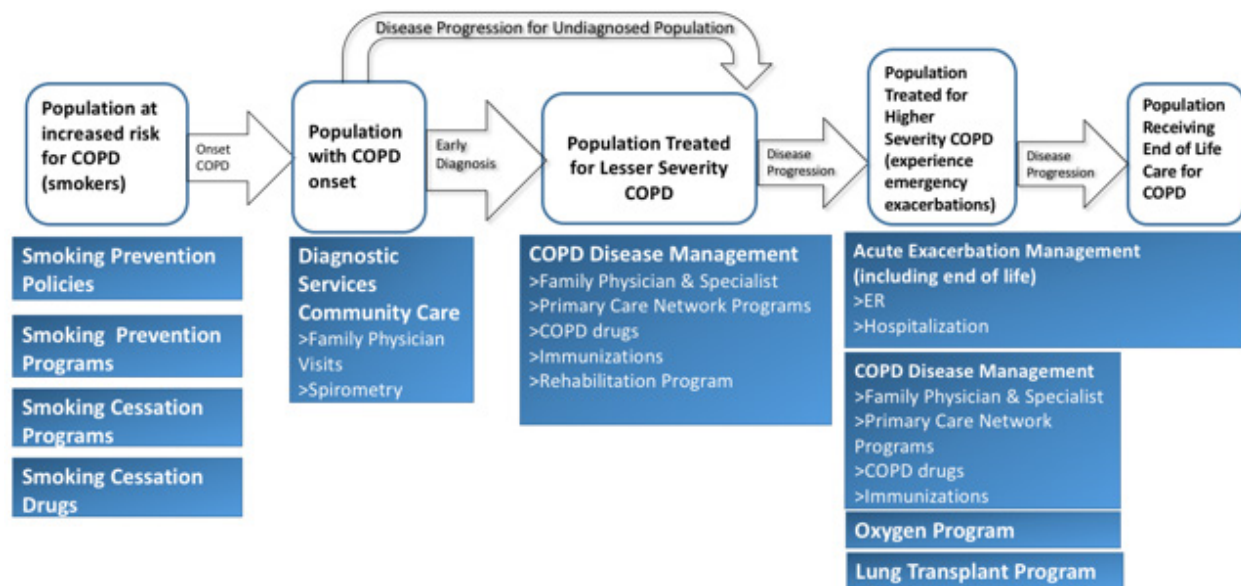 Disease Progression for Undiagnosed Population
Population at
increased risk
for COPD
(smokers)
Onset
COPD
Population
with COPD
onset
Early
Diagnosis
Population Treated
for Lesser Severity
COPD
Disease
Progression
Population
Treated for
Higher
Severity COPD
(experience
emergency
exacerbations)
Disease
Progression
Population
Receiving
End of Life
Care for
COPD
Smoking Prevention
Policies
Smoking Prevention
Programs
Smoking Cessation
Programs
Smoking Cessation
Drugs
Diagnostic
Services
Community Care
>Family Physician
Visits
>Spirometry
COPD Disease Management
>Family Physician & Specialist
>Primary Care Network Programs
>COPD drugs
>Immunizations
>Rehabilitation Program
Acute Exacerbation Management
(including end of life)
>ER
>Hospitalization
COPD Disease Management
>Family Physician & Specialist
>Primary Care Network
Programs
>COPD drugs
>Immunizations
Oxygen Program
Lung Transplant Program